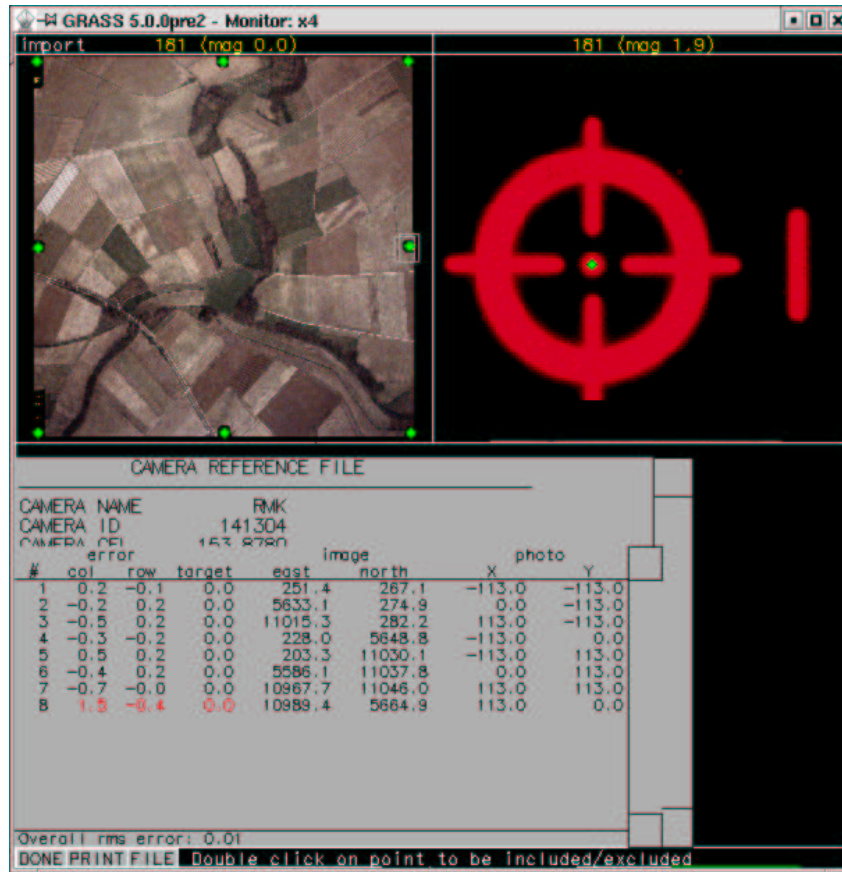 GRASS 5.0.0pre2 - Monitor: x4
import 181 (mag 0.0) 181 (mag 1.9)
CAMERA REFERENCE FILE
CAMERA NAME RMK
CAMERA ID 141304
CAMERA CFL 153.8780
error image photo
# col row target east north X Y
1 0.2 -0.1 0.0 251.4 267.1 -113.0 -113.0
2 -0.2 0.2 0.0 5633.1 274.9 0.0 -113.0
3 -0.5 0.2 0.0 11015.3 282.2 113.0 -113.0
4 -0.3 -0.2 0.0 228.0 5648.8 -113.0 0.0
5 0.5 0.2 0.0 203.3 11030.1 -113.0 113.0
6 -0.4 0.2 0.0 5586.1 11037.8 0.0 113.0
7 -0.7 -0.0 0.0 10967.7 11046.0 113.0 113.0
8 1.5 -0.4 0.0 10989.4 5664.9 113.0 0.0
Overall rms error: 0.01
DONE PRINT FILE Double click on point to be included/excluded